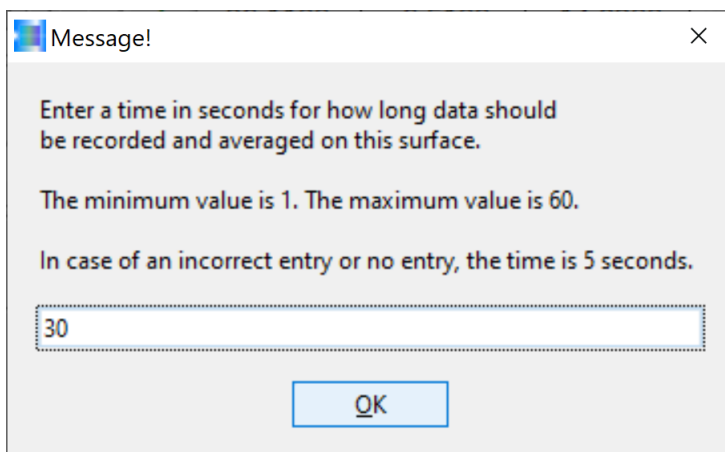 Message!
Enter a time in seconds for how long data should
be recorded and averaged on this surface.
The minimum value is 1. The maximum value is 60.
In case of an incorrect entry or no entry, the time is 5 seconds.
30
OK